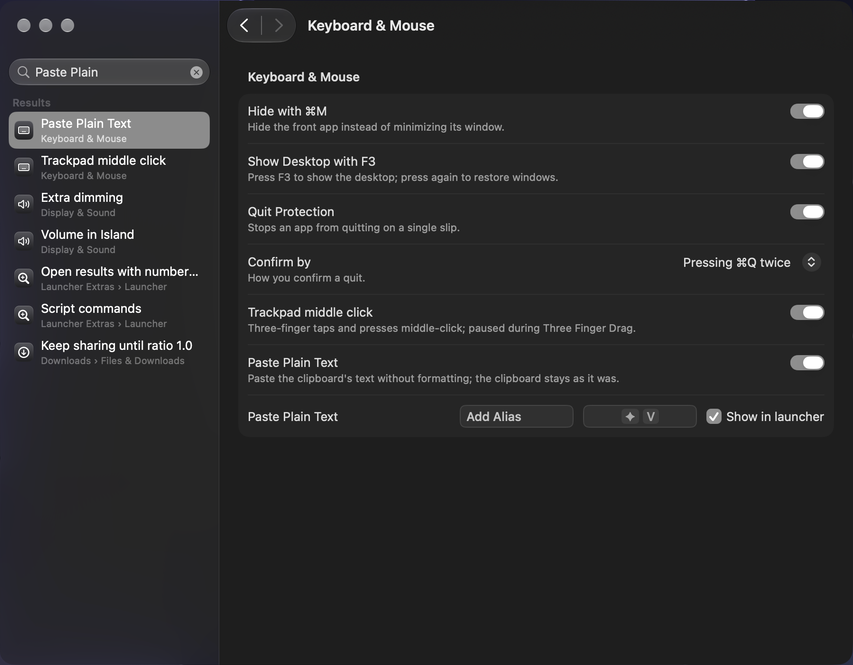 Keyboard & Mouse
Paste Plain
Results
Paste Plain Text
Keyboard & Mouse
Trackpad middle click
Keyboard & Mouse
Extra dimming
Display & Sound
Volume in Island
Display & Sound
Open results with number...
Launcher Extras › Launcher
Script commands
Launcher Extras › Launcher
Keep sharing until ratio 1.0
Downloads › Files & Downloads
Keyboard & Mouse
Hide with ⌘M
Hide the front app instead of minimizing its window.
Show Desktop with F3
Press F3 to show the desktop; press again to restore windows.
Quit Protection
Stops an app from quitting on a single slip.
Confirm by
Pressing ⌘Q twice
How you confirm a quit.
Trackpad middle click
Three-finger taps and presses middle-click; paused during Three Finger Drag.
Paste Plain Text
Paste the clipboard's text without formatting; the clipboard stays as it was.
Paste Plain Text
Add Alias
✦ V
Show in launcher